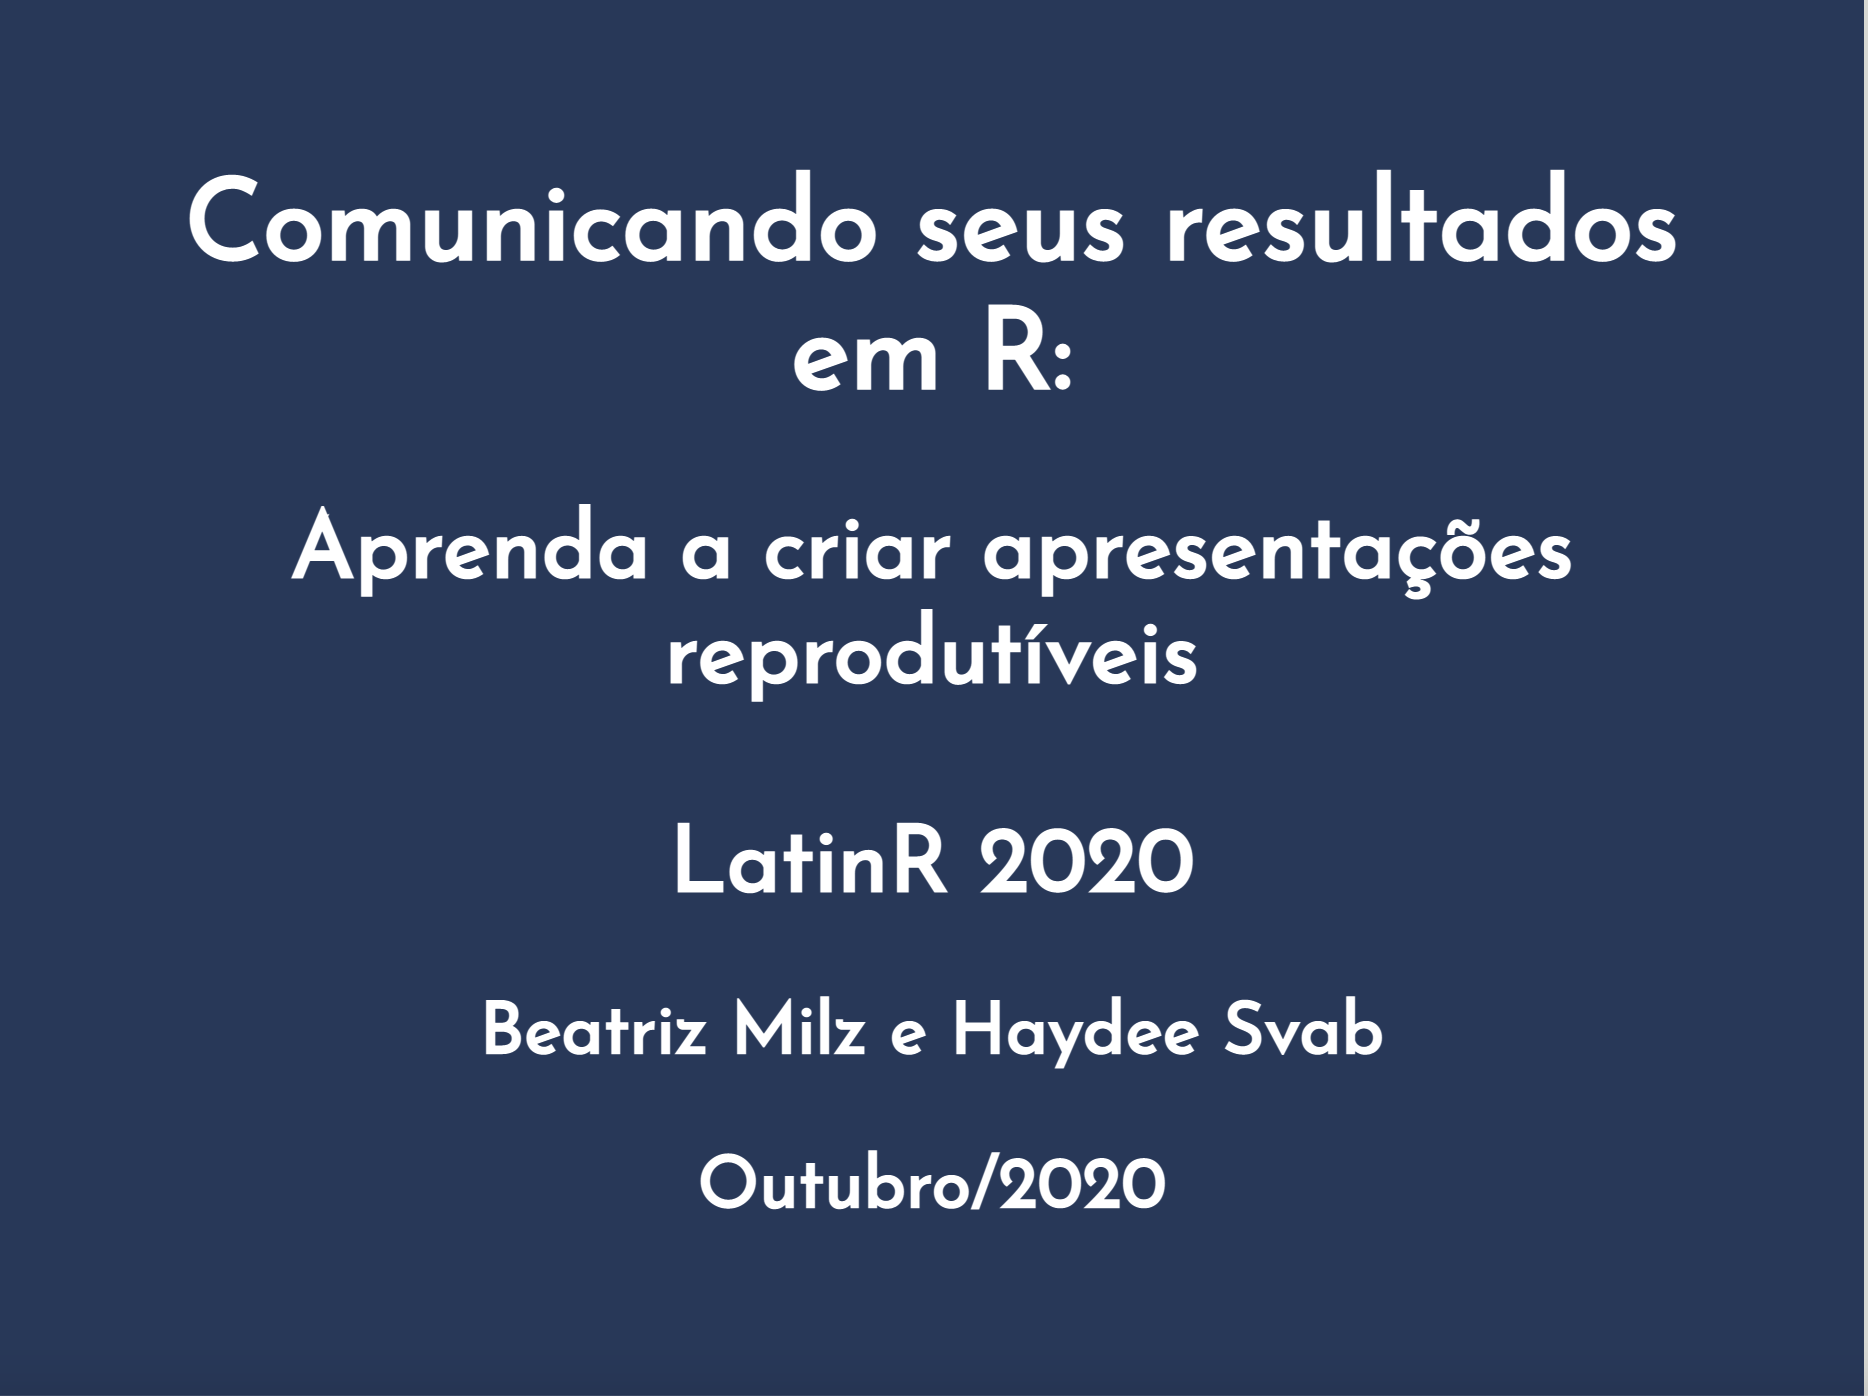 Comunicando seus resultados
em R:
Aprenda a criar apresentações
reprodutíveis
LatinR 2020
Beatriz Milz e Haydee Svab
Outubro/2020